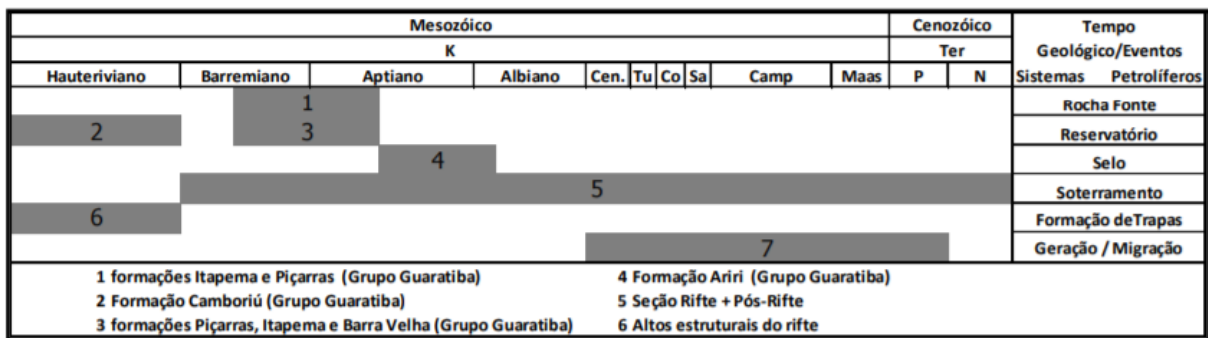 Mesozóico Cenozóico Tempo
K Ter Geológico/Eventos
Hauteriviano Barremiano Aptiano Albiano Cen. Tu Co Sa Camp Maas P N Sistemas Petrolíferos
1 Rocha Fonte
2 3 Reservatório
4 Selo
5 Soterramento
6 Formação deTrapas
7 Geração / Migração
1 formações Itapema e Piçarras (Grupo Guaratiba) 4 Formação Ariri (Grupo Guaratiba)
2 Formação Camboriú (Grupo Guaratiba) 5 Seção Rifte + Pós-Rifte
3 formações Piçarras, Itapema e Barra Velha (Grupo Guaratiba) 6 Altos estruturais do rifte